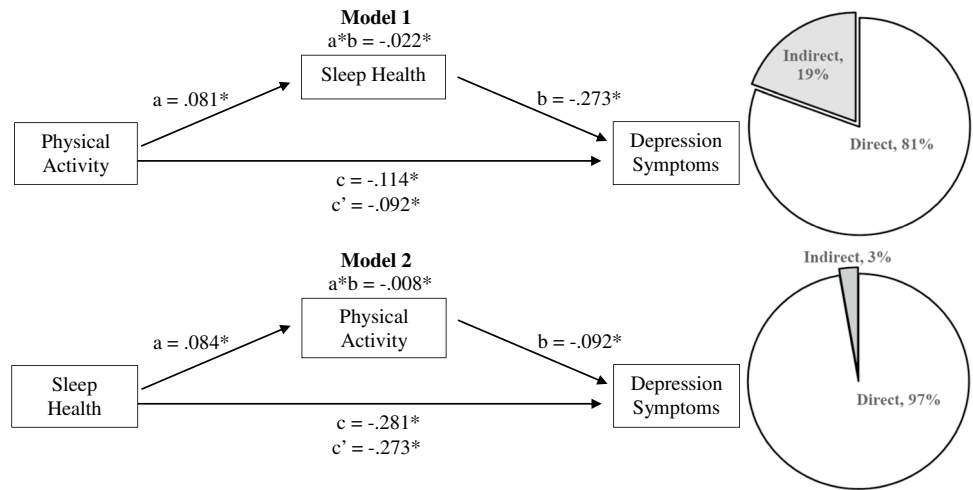 Model 1
a*b = -.022*
Sleep Health
a = .081*
b = -.273*
Physical
Activity
Depression
Symptoms
c = -.114*
c’ = -.092*
Indirect,
19%
Direct, 81%
Model 2
a*b = -.008*
Physical
Activity
a = .084*
b = -.092*
Sleep
Health
Depression
Symptoms
c = -.281*
c’ = -.273*
Indirect, 3%
Direct, 97%